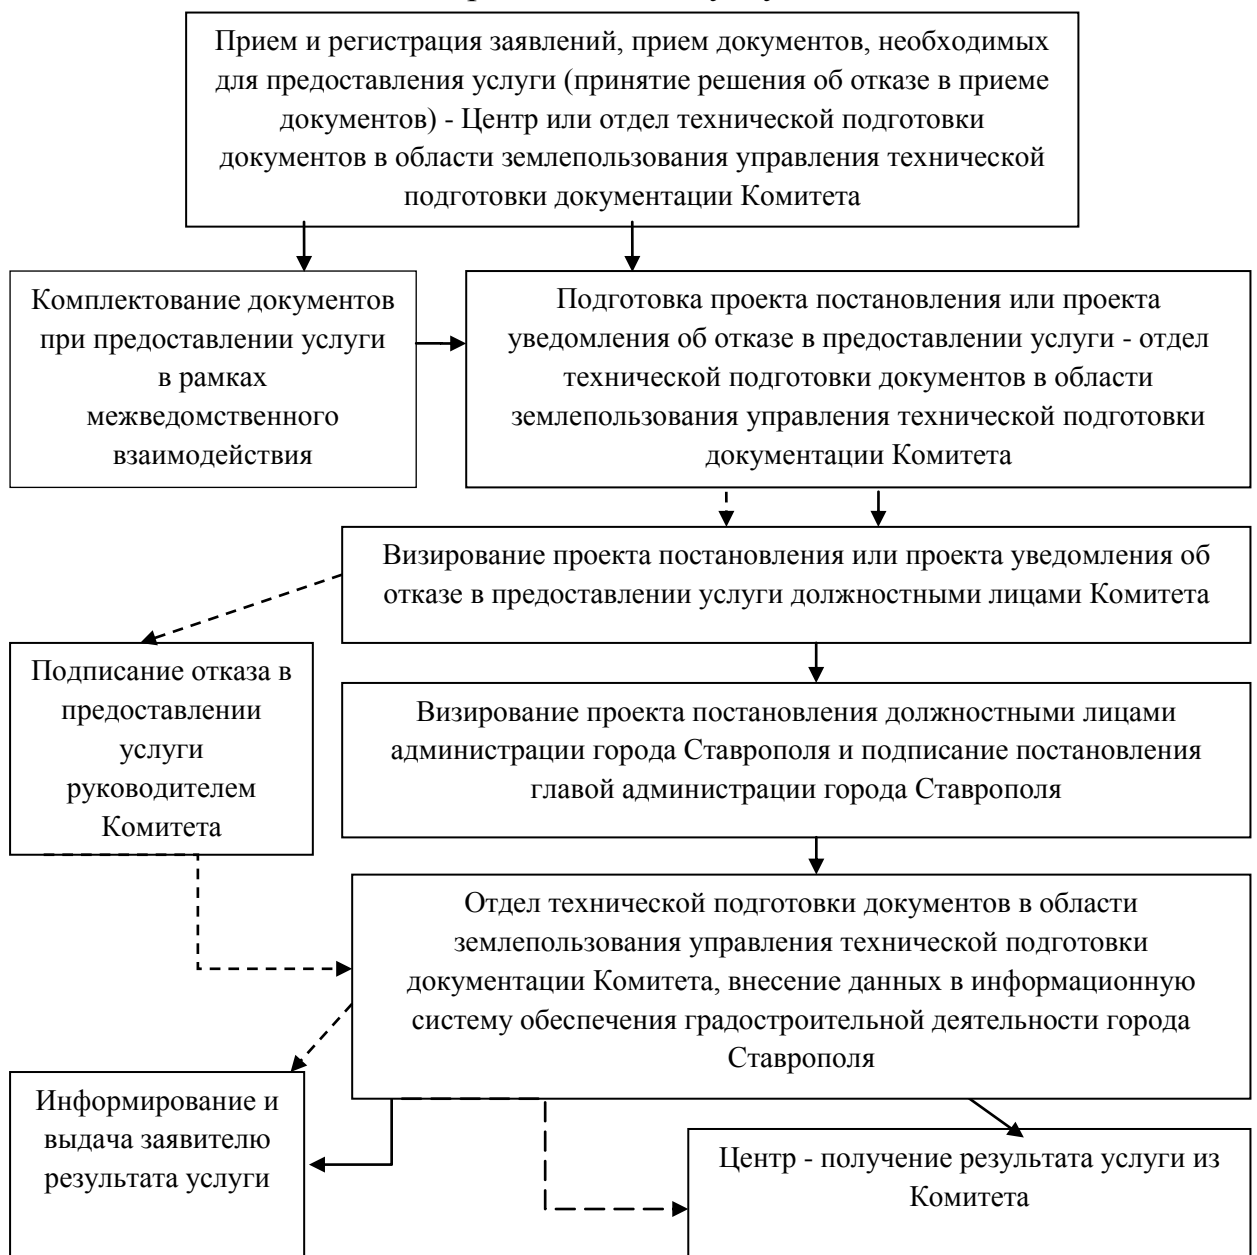 Прием и регистрация заявлений, прием документов, необходимых
для предоставления услуги (принятие решения об отказе в приеме
документов) - Центр или отдел технической подготовки
документов в области землепользования управления технической
подготовки документации Комитета
Комплектование документов
при предоставлении услуги
в рамках
межведомственного
взаимодействия
Подготовка проекта постановления или проекта
уведомления об отказе в предоставлении услуги - отдел
технической подготовки документов в области
землепользования управления технической подготовки
документации Комитета
Визирование проекта постановления или проекта уведомления об
отказе в предоставлении услуги должностными лицами Комитета
Подписание отказа в
предоставлении
услуги
руководителем
Комитета
Визирование проекта постановления должностными лицами
администрации города Ставрополя и подписание постановления
главой администрации города Ставрополя
Отдел технической подготовки документов в области
землепользования управления технической подготовки
документации Комитета, внесение данных в информационную
систему обеспечения градостроительной деятельности города
Ставрополя
Информирование и
выдача заявителю
результата услуги
Центр - получение результата услуги из
Комитета